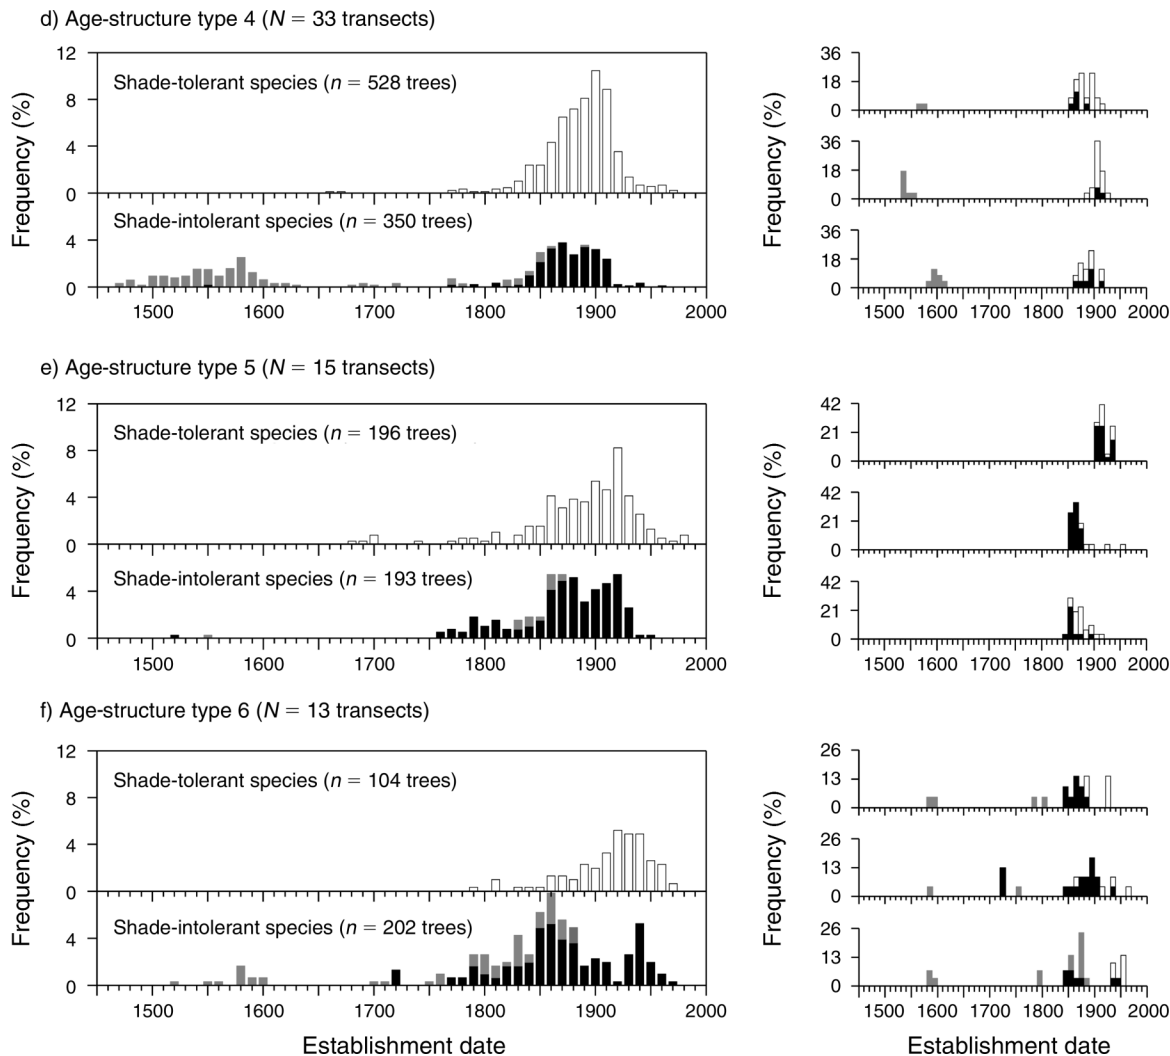 d) Age-structure type 4 (N = 33 transects)
12
8
4
0
Shade-tolerant species (n = 528 trees)
Frequency (%)
4
0
Shade-intolerant species (n = 350 trees)
1500 1600 1700 1800 1900 2000
36
18
0
36
18
0
36
18
0
Frequency (%)
1500 1600 1700 1800 1900 2000
e) Age-structure type 5 (N = 15 transects)
12
8
4
0
Shade-tolerant species (n = 196 trees)
Frequency (%)
4
0
Shade-intolerant species (n = 193 trees)
1500 1600 1700 1800 1900 2000
42
21
0
42
21
0
42
21
0
Frequency (%)
1500 1600 1700 1800 1900 2000
f) Age-structure type 6 (N = 13 transects)
12
8
4
0
Shade-tolerant species (n = 104 trees)
Frequency (%)
4
0
Shade-intolerant species (n = 202 trees)
1500 1600 1700 1800 1900 2000
Establishment date
26
13
0
26
13
0
26
13
0
Frequency (%)
1500 1600 1700 1800 1900 2000
Establishment date